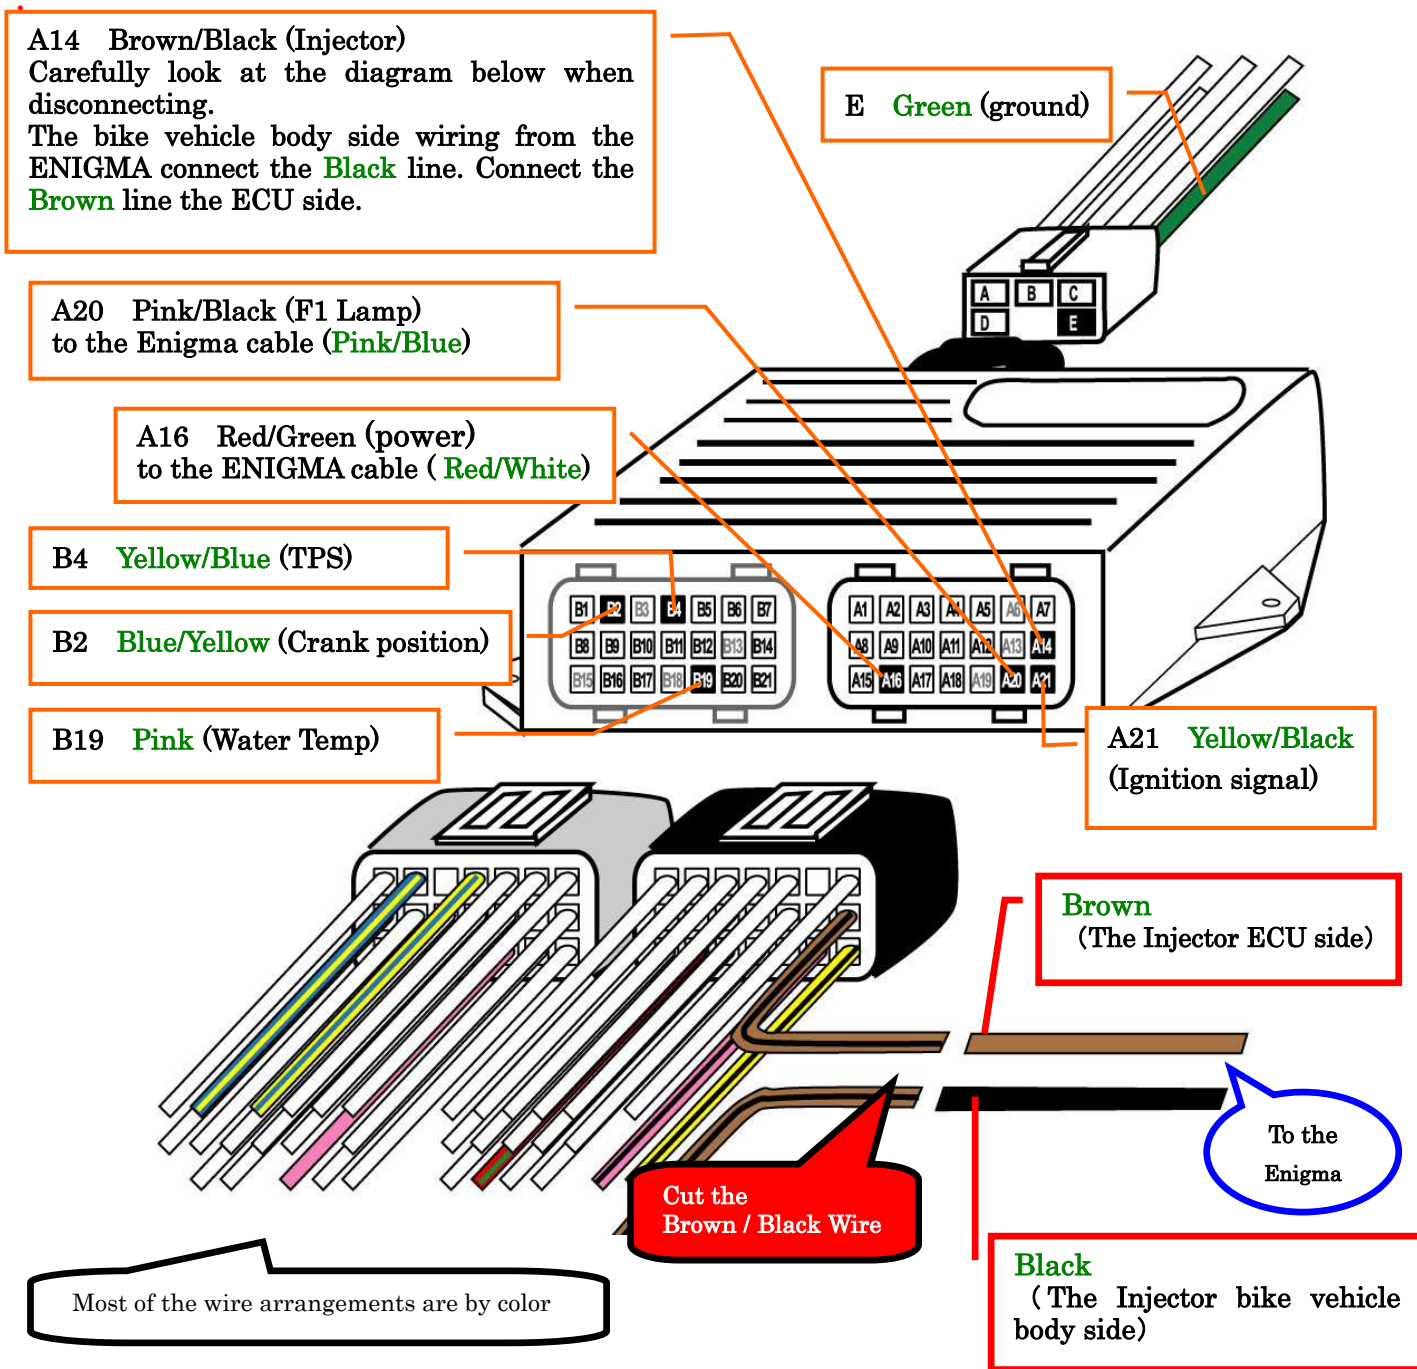 A14 Brown/Black (Injector)
Carefully look at the diagram below when
disconnecting.
The bike vehicle body side wiring from the
ENIGMA connect the Black line. Connect the
Brown line the ECU side.
E Green (ground)
A B C
D E
A20 Pink/Black (F1 Lamp)
to the Enigma cable (Pink/Blue)
A16 Red/Green (power)
to the ENIGMA cable ( Red/White)
B4 Yellow/Blue (TPS)
B2 Blue/Yellow (Crank position)
B19 Pink (Water Temp)
B1 B2 B3 B4 B5 B6 B7
B8 B9 B10 B11 B12 B13 B14
B15 B16 B17 B18 B19 B20 B21
A1 A2 A3 A4 A5 A6 A7
A8 A9 A10 A11 A12 A13 A14
A15 A16 A17 A18 A19 A20 A21
A21 Yellow/Black
(Ignition signal)
Brown
(The Injector ECU side)
To the
Enigma
Cut the
Brown / Black Wire
Black
( The Injector bike vehicle
body side)
Most of the wire arrangements are by color